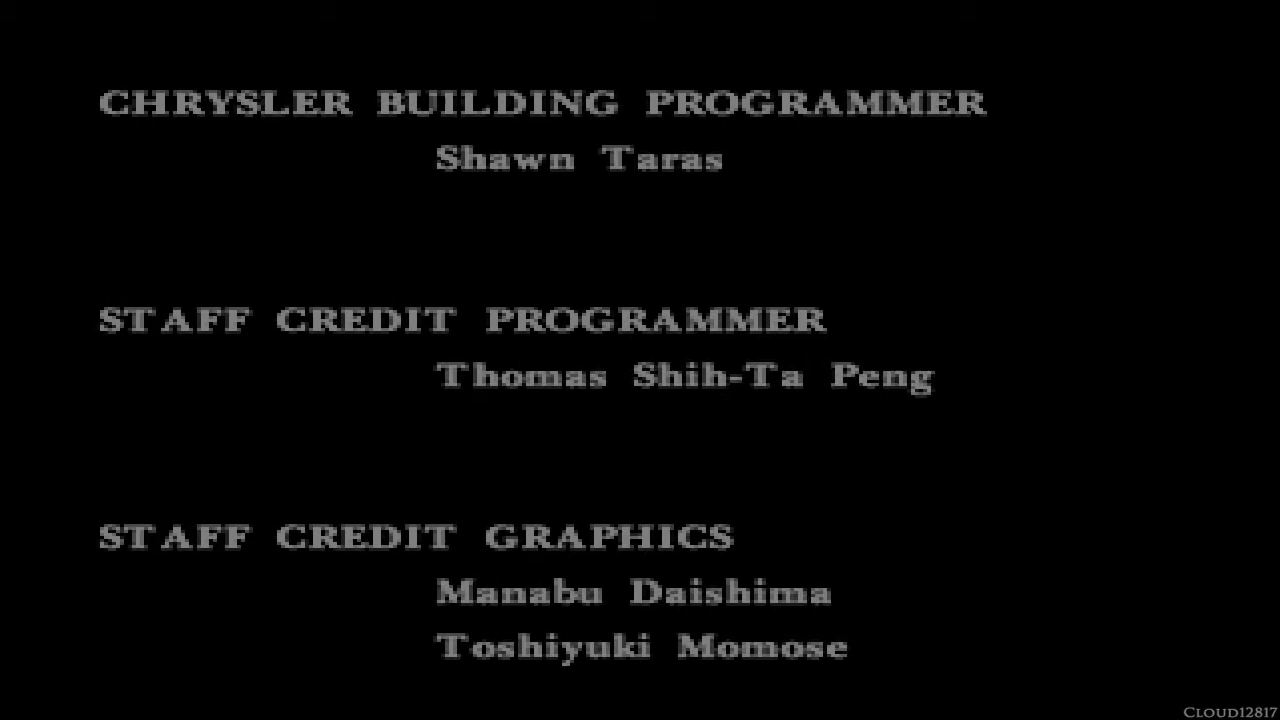 CHRYSLER BUILDING PROGRAMMER
Shawn Taras
STAFF CREDIT PROGRAMMER
Thomas Shih-Ta Peng
STAFF CREDIT GRAPHICS
Manabu Daishima
Toshiyuki Momose
CLOUD12817